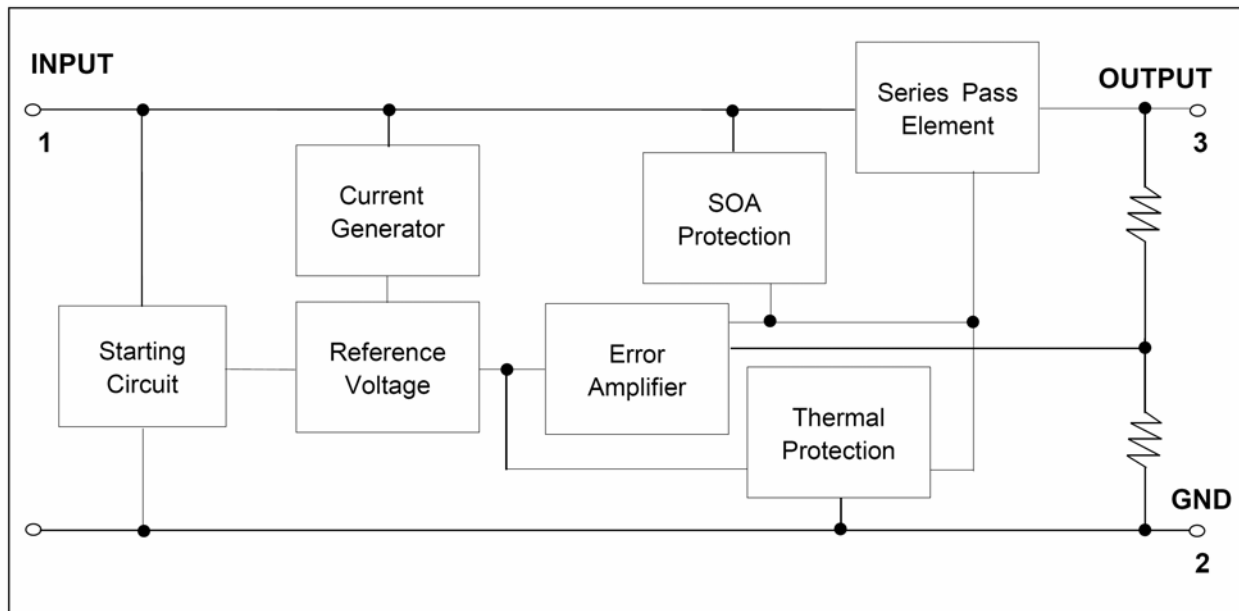 INPUT
1
Series Pass
Element
OUTPUT
3
Current
Generator
SOA
Protection
Starting
Circuit
Reference
Voltage
Error
Amplifier
Thermal
Protection
GND
2